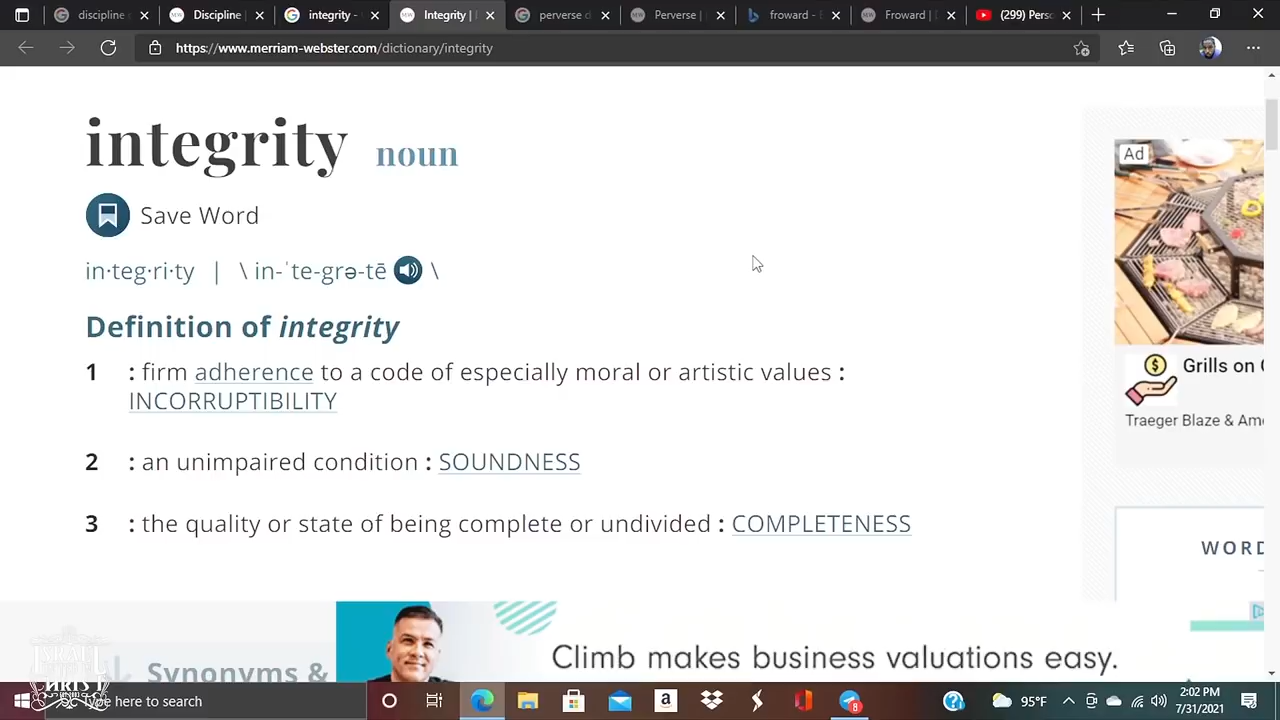 discipline
Discipline |
integrity -
Integrity |
perverse d
Perverse |
froward -
Froward |
(299) Pers
https://www.merriam-webster.com/dictionary/integrity
integrity noun
Save Word
in·teg·ri·ty | \ in-ˈte-grə-tē \
Definition of integrity
1 : firm adherence to a code of especially moral or artistic values :
INCORRUPTIBILITY
2 : an unimpaired condition : SOUNDNESS
3 : the quality or state of being complete or undivided : COMPLETENESS
Ad
Grills on
Traeger Blaze &
WORD
Synonyms &
Climb makes business valuations easy.
ISRAEL
ARTS
Type here to search
95°F
2:02 PM
7/31/2021